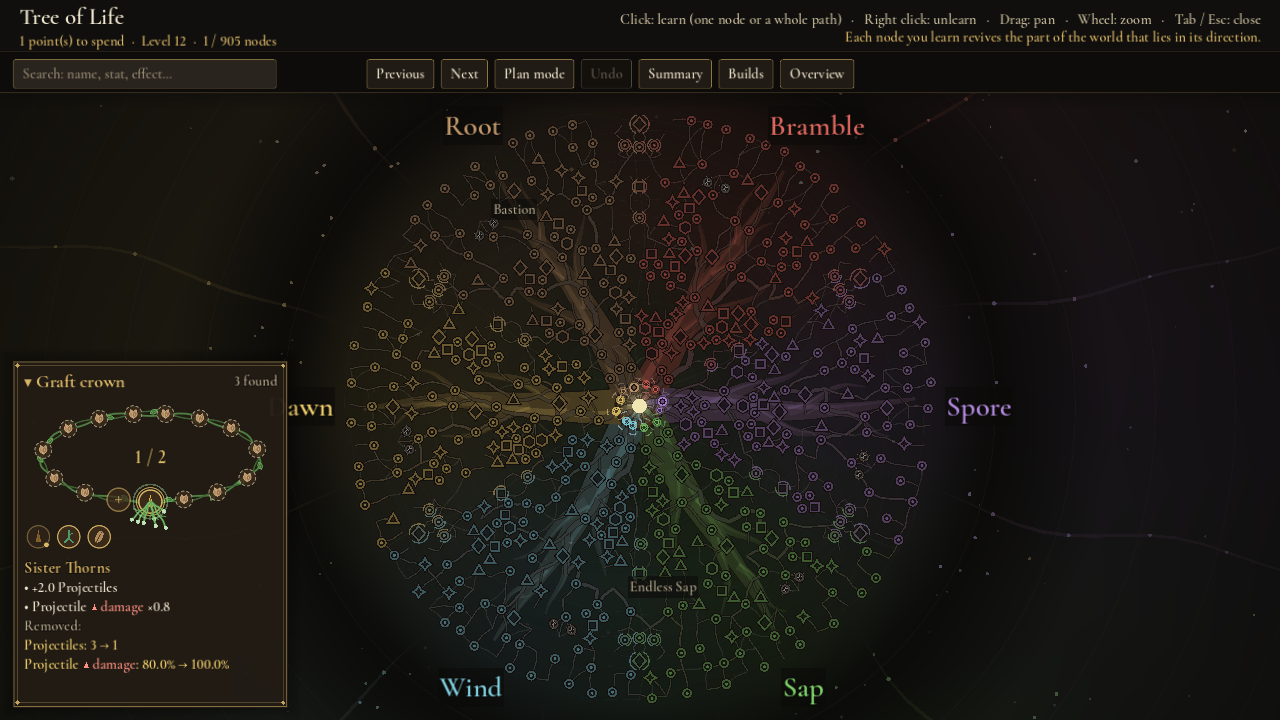 Tree of Life
1 point(s) to spend · Level 12 · 1 / 905 nodes
Click: learn (one node or a whole path) · Right click: unlearn · Drag: pan · Wheel: zoom · Tab / Esc: close
Each node you learn revives the part of the world that lies in its direction.
Search: name, stat, effect...
Previous
Next
Plan mode
Undo
Summary
Builds
Overview
Root
Bramble
Bastion
▾ Graft crown
3 found
awn
Spore
1 / 2
Sister Thorns
• +2.0 Projectiles
• Projectile damage ×0.8
Removed:
Projectiles: 3 → 1
Projectile damage: 80.0% → 100.0%
Endless Sap
Wind
Sap